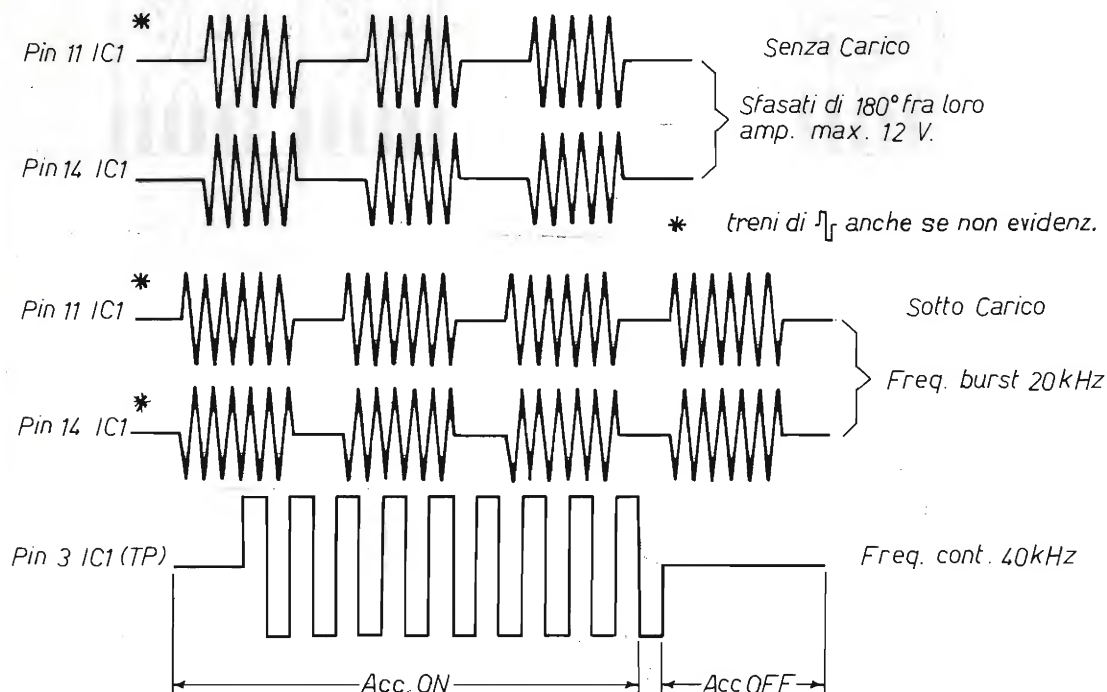 Pin 11 IC1 *
Senza Carico
Sfasati di 180° fra loro
amp. max. 12 V.
Pin 14 IC1
* treni di anche se non evidenz.
Pin 11 IC1 *
Sotto Carico
Freq. burst 20kHz
Pin 14 IC1 *
Pin 3 IC1 (TP)
Freq. cont. 40kHz
Acc. ON
Acc OFF